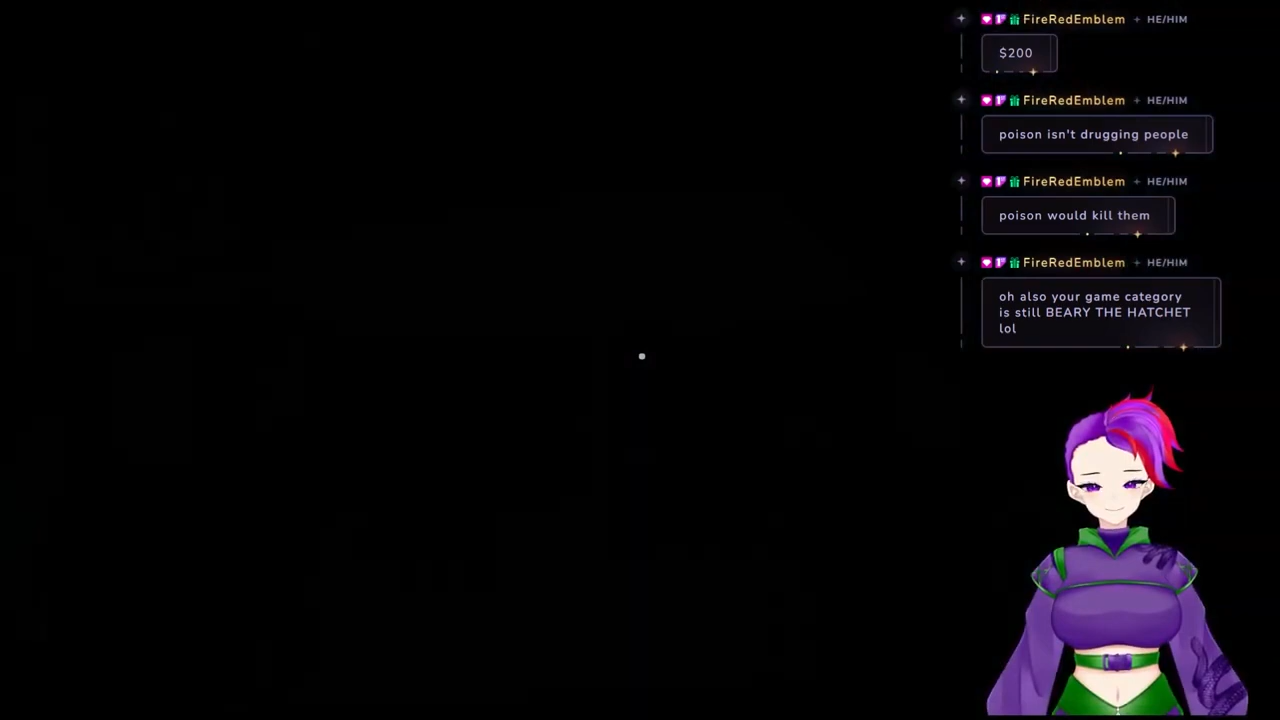 FireRedEmblem + HE/HIM
$200
FireRedEmblem + HE/HIM
poison isn't drugging people
FireRedEmblem + HE/HIM
poison would kill them
FireRedEmblem + HE/HIM
oh also your game category
is still BEARY THE HATCHET
lol